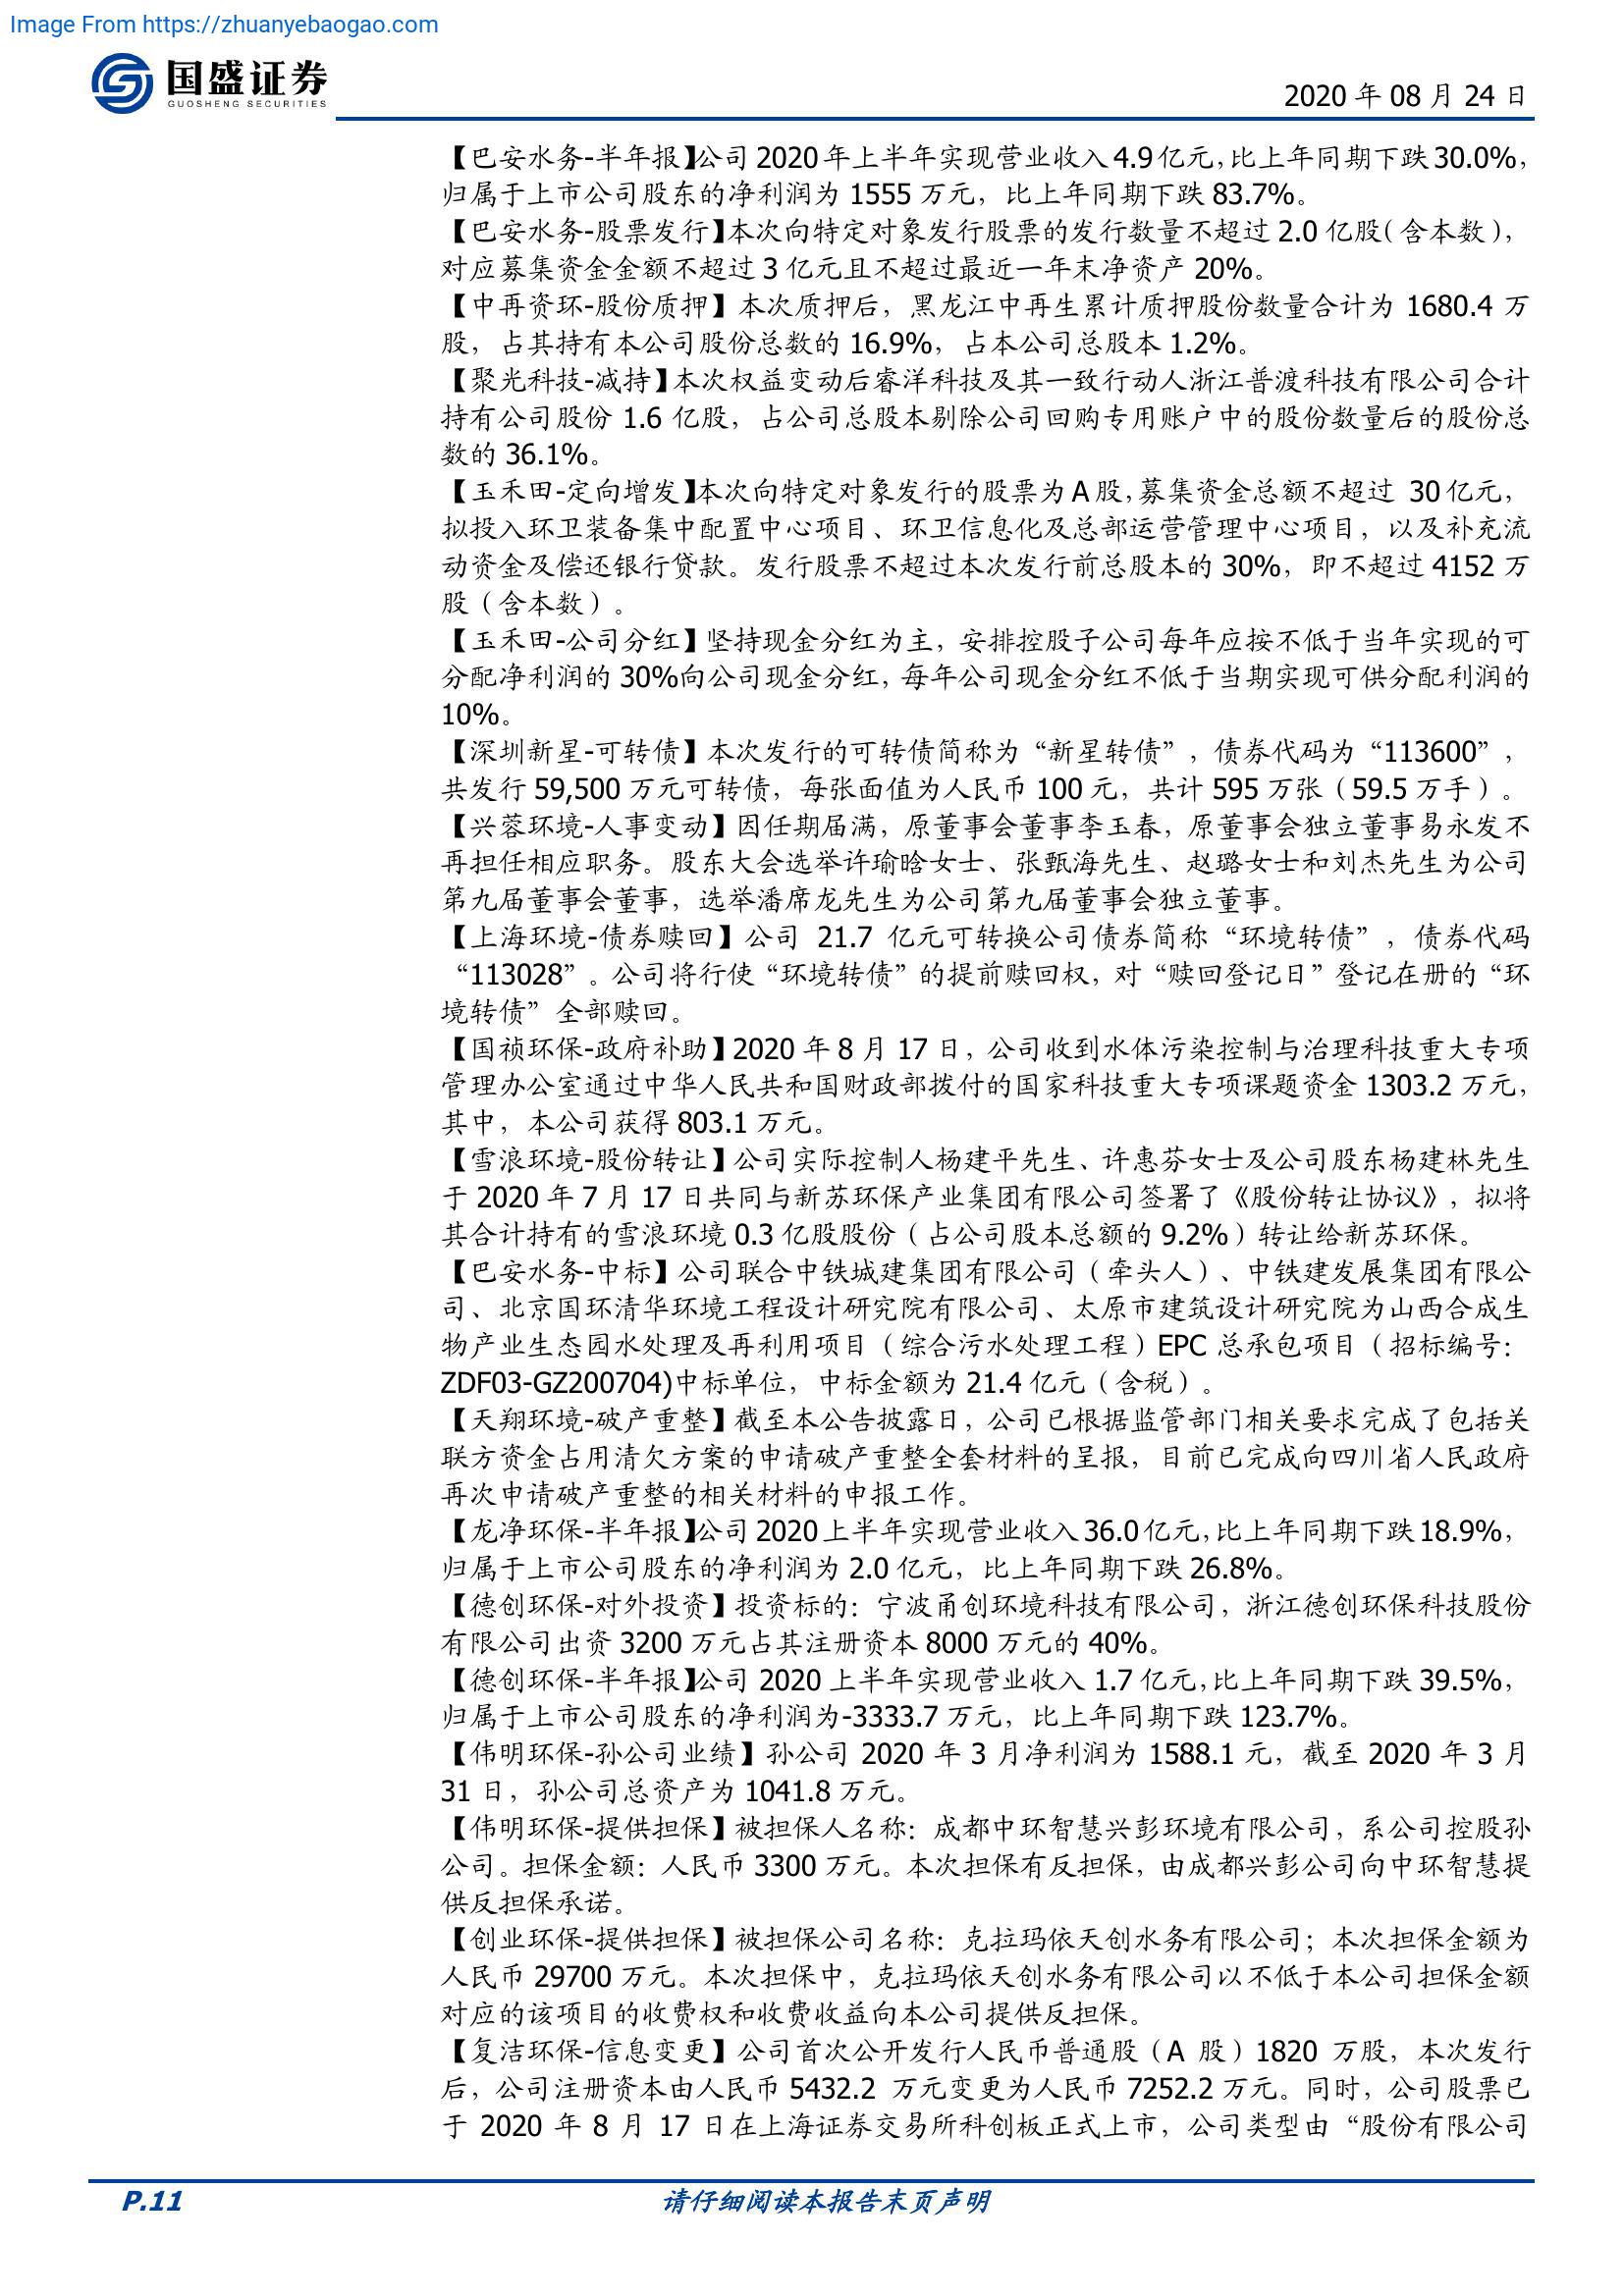 Image From https://zhuanyebaogao.com
国盛证券
GUOSHENG SECURITIES
2020 年 08 月 24 日
【巴安水务-半年报】公司 2020 年上半年实现营业收入 4.9 亿元，比上年同期下跌 30.0%，
归属于上市公司股东的净利润为 1555 万元，比上年同期下跌 83.7%。
【巴安水务-股票发行】本次向特定对象发行股票的发行数量不超过 2.0 亿股（含本数），
对应募集资金金额不超过 3 亿元且不超过最近一年末净资产 20%。
【中再资环-股份质押】本次质押后，黑龙江中再生累计质押股份数量合计为 1680.4 万
股，占其持有本公司股份总数的 16.9%，占本公司总股本 1.2%。
【聚光科技-减持】本次权益变动后睿洋科技及其一致行动人浙江普渡科技有限公司合计
持有公司股份 1.6 亿股，占公司总股本剔除公司回购专用账户中的股份数量后的股份总
数的 36.1%。
【玉禾田-定向增发】本次向特定对象发行的股票为 A 股，募集资金总额不超过 30 亿元，
拟投入环卫装备集中配置中心项目、环卫信息化及总部运营管理中心项目，以及补充流
动资金及偿还银行贷款。发行股票不超过本次发行前总股本的 30%，即不超过 4152 万
股（含本数）。
【玉禾田-公司分红】坚持现金分红为主，安排控股子公司每年应按不低于当年实现的可
分配净利润的 30%向公司现金分红，每年公司现金分红不低于当期实现可供分配利润的
10%。
【深圳新星-可转债】本次发行的可转债简称为“新星转债”，债券代码为“113600”，
共发行 59,500 万元可转债，每张面值为人民币 100 元，共计 595 万张（59.5 万手）。
【兴蓉环境-人事变动】因任期届满，原董事会董事李玉春，原董事会独立董事易永发不
再担任相应职务。股东大会选举许瑜晗女士、张甄海先生、赵璐女士和刘杰先生为公司
第九届董事会董事，选举潘席龙先生为公司第九届董事会独立董事。
【上海环境-债券赎回】公司 21.7 亿元可转换公司债券简称“环境转债”，债券代码
“113028”。公司将行使“环境转债”的提前赎回权，对“赎回登记日”登记在册的“环
境转债”全部赎回。
【国祯环保-政府补助】2020 年 8 月 17 日，公司收到水体污染控制与治理科技重大专项
管理办公室通过中华人民共和国财政部拨付的国家科技重大专项课题资金 1303.2 万元，
其中，本公司获得 803.1 万元。
【雪浪环境-股份转让】公司实际控制人杨建平先生、许惠芬女士及公司股东杨建林先生
于 2020 年 7 月 17 日共同与新苏环保产业集团有限公司签署了《股份转让协议》，拟将
其合计持有的雪浪环境 0.3 亿股股份（占公司股本总额的 9.2%）转让给新苏环保。
【巴安水务-中标】公司联合中铁城建集团有限公司（牵头人）、中铁建发展集团有限公
司、北京国环清华环境工程设计研究院有限公司、太原市建筑设计研究院为山西合成生
物产业生态园水处理及再利用项目（综合污水处理工程）EPC 总承包项目（招标编号：
ZDF03-GZ200704)中标单位，中标金额为 21.4 亿元（含税）。
【天翔环境-破产重整】截至本公告披露日，公司已根据监管部门相关要求完成了包括关
联方资金占用清欠方案的申请破产重整全套材料的呈报，目前已完成向四川省人民政府
再次申请破产重整的相关材料的申报工作。
【龙净环保-半年报】公司 2020 上半年实现营业收入 36.0 亿元，比上年同期下跌 18.9%，
归属于上市公司股东的净利润为 2.0 亿元，比上年同期下跌 26.8%。
【德创环保-对外投资】投资标的：宁波甬创环境科技有限公司，浙江德创环保科技股份
有限公司出资 3200 万元占其注册资本 8000 万元的 40%。
【德创环保-半年报】公司 2020 上半年实现营业收入 1.7 亿元，比上年同期下跌 39.5%，
归属于上市公司股东的净利润为-3333.7 万元，比上年同期下跌 123.7%。
【伟明环保-孙公司业绩】孙公司 2020 年 3 月净利润为 1588.1 元，截至 2020 年 3 月
31 日，孙公司总资产为 1041.8 万元。
【伟明环保-提供担保】被担保人名称：成都中环智慧兴彭环境有限公司，系公司控股孙
公司。担保金额：人民币 3300 万元。本次担保有反担保，由成都兴彭公司向中环智慧提
供反担保承诺。
【创业环保-提供担保】被担保公司名称：克拉玛依天创水务有限公司；本次担保金额为
人民币 29700 万元。本次担保中，克拉玛依天创水务有限公司以不低于本公司担保金额
对应的该项目的收费权和收费收益向本公司提供反担保。
【复洁环保-信息变更】公司首次公开发行人民币普通股（A 股）1820 万股，本次发行
后，公司注册资本由人民币 5432.2 万元变更为人民币 7252.2 万元。同时，公司股票已
于 2020 年 8 月 17 日在上海证券交易所科创板正式上市，公司类型由“股份有限公司
P.11
请仔细阅读本报告末页声明